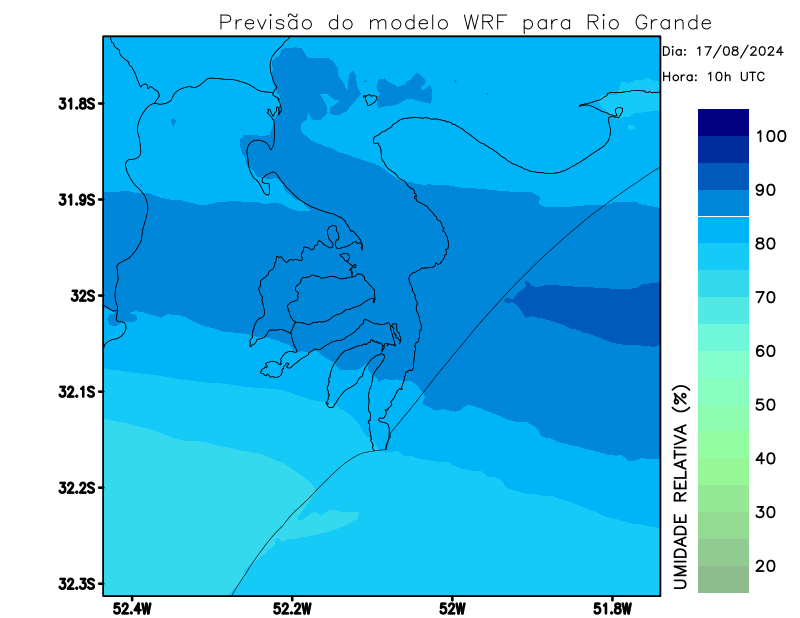 Previsão do modelo WRF para Rio Grande
Dia: 17/08/2024
Hora: 10h UTC
31.8S
31.9S
32S
32.1S
32.2S
32.3S
52.4W
52.2W
52W
51.8W
100
90
80
70
60
50
40
30
20
UMIDADE RELATIVA (%)